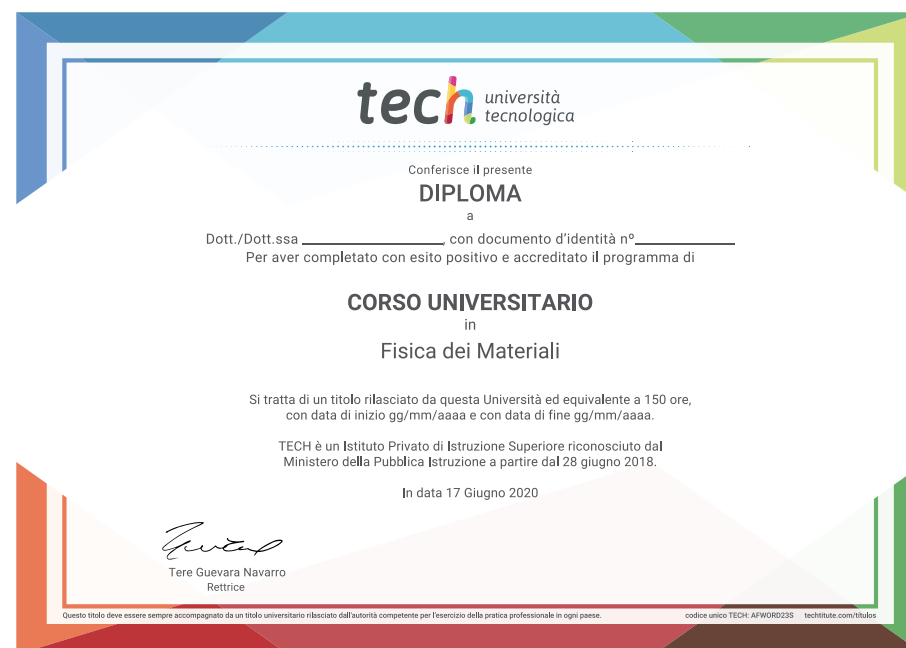 tech università
tecnologica
Conferisce il presente
DIPLOMA
a
Dott./Dott.ssa ____________________, con documento d'identità nº______________
Per aver completato con esito positivo e accreditato il programma di
CORSO UNIVERSITARIO
in
Fisica dei Materiali
Si tratta di un titolo rilasciato da questa Università ed equivalente a 150 ore,
con data di inizio gg/mm/aaaa e con data di fine gg/mm/aaaa.
TECH è un Istituto Privato di Istruzione Superiore riconosciuto dal
Ministero della Pubblica Istruzione a partire dal 28 giugno 2018.
In data 17 Giugno 2020
Tere Guevara Navarro
Rettrice
Questo titolo deve essere sempre accompagnato da un titolo universitario rilasciato dall'autorità competente per l'esercizio della pratica professionale in ogni paese. codice unico TECH: AFWORD23S techtitute.com/titulos